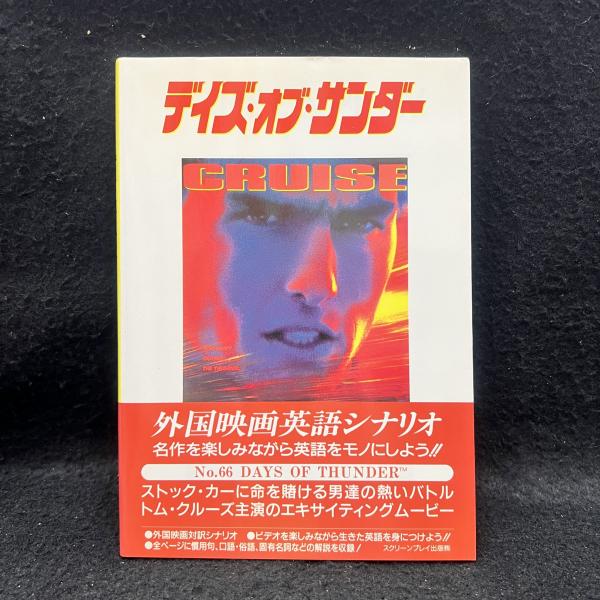 デイズ・オブ・サンダー
CRUISE
外国映画英語シナリオ
名作を楽しみながら英語をモノにしよう!!
No.66 DAYS OF THUNDER™
ストック・カーに命を賭ける男達の熱いバトル
トム・クルーズ主演のエキサイティングムービー
●外国映画対訳シナリオ ●ビデオを楽しみながら生きた英語を身につけよう!!
●全ページに慣用句、口語・俗語、固有名詞などの解説を収録! スクリーンプレイ出版㈱